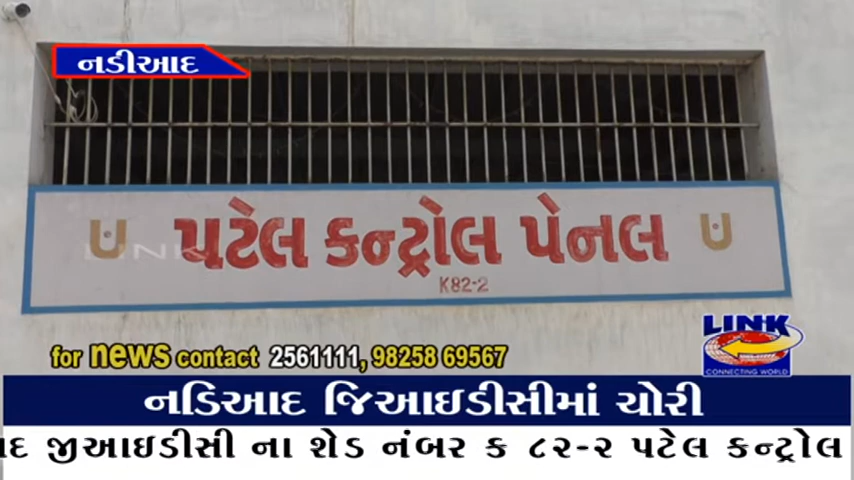 નડીઆદ
પટેલ કન્ટ્રોલ પેનલ
LINK
K82-2
for news contact 2561111, 98258 69567
LINK
CONNECTING WORLD
નડિઆદ જિઆઇડીસીમાં ચોરી
જીઆઇડીસી ના શેડ નંબર ક ૮૨-૨ પટેલ કન્ટ્રોલ